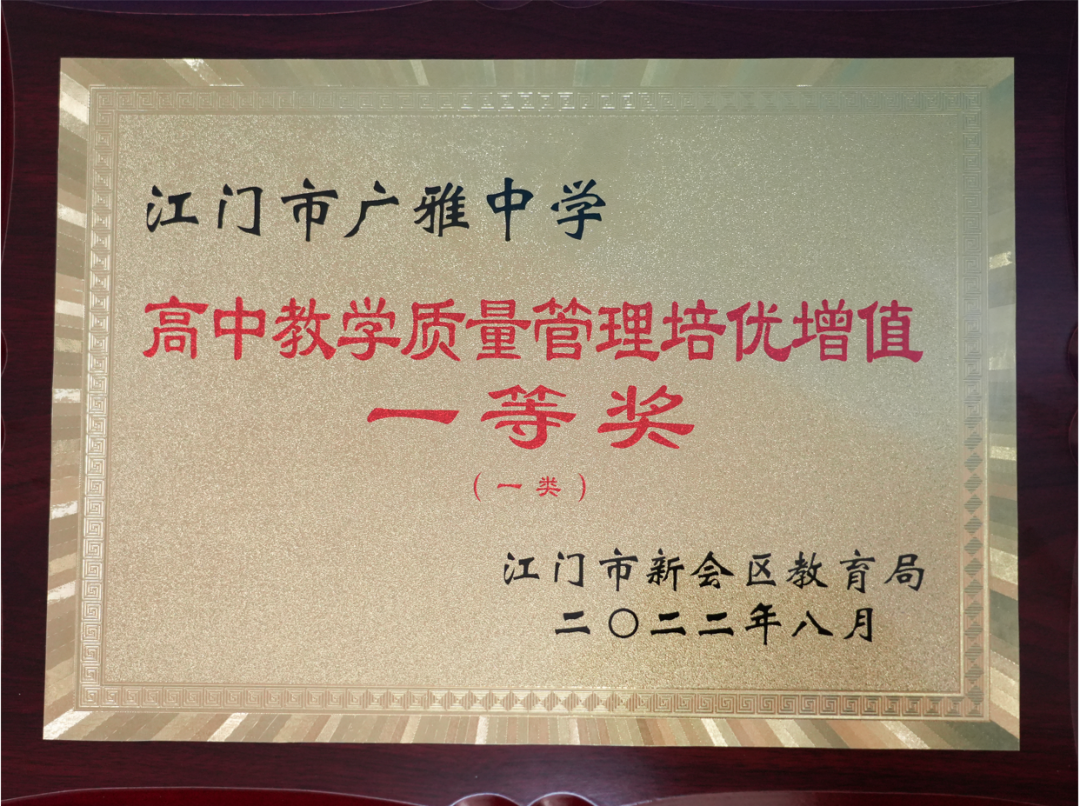 江门市广雅中学
高中教学质量管理培优增值
一等奖
（一类）
江门市新会区教育局
二〇二二年八月